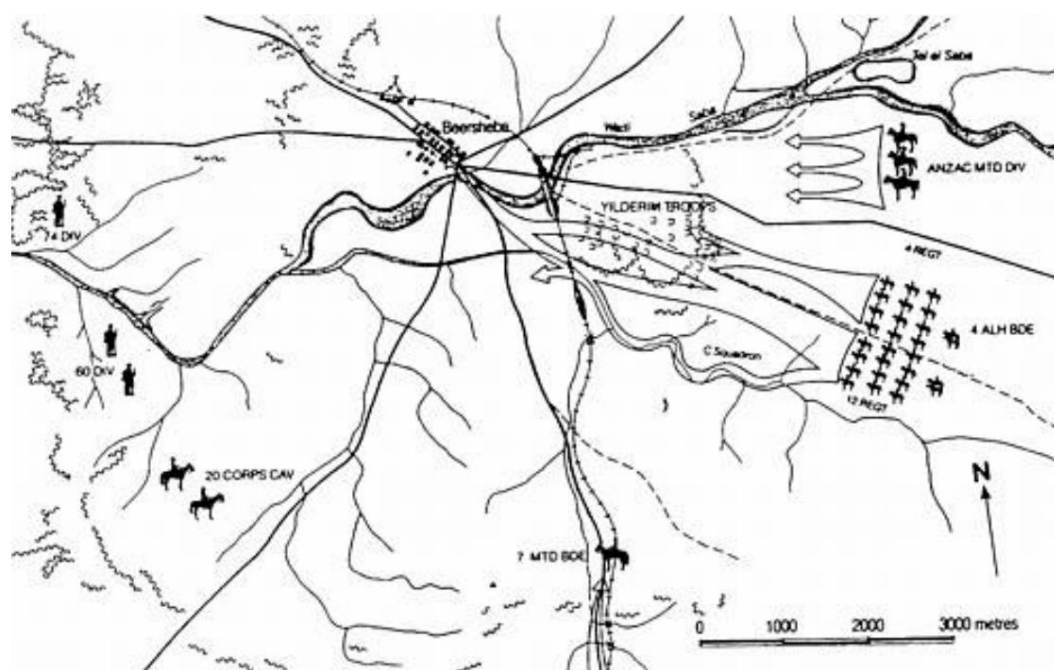 Tel el Saba
Beersheba
Wadi
Saba
ANZAC MTD DIV
YILDERIM TROOPS
74 DIV
4 REGT
4 ALH BDE
C Squadron
60 DIV
12 REGT
20 CORPS CAV
N
7 MTD BDE
0 1000 2000 3000 metres